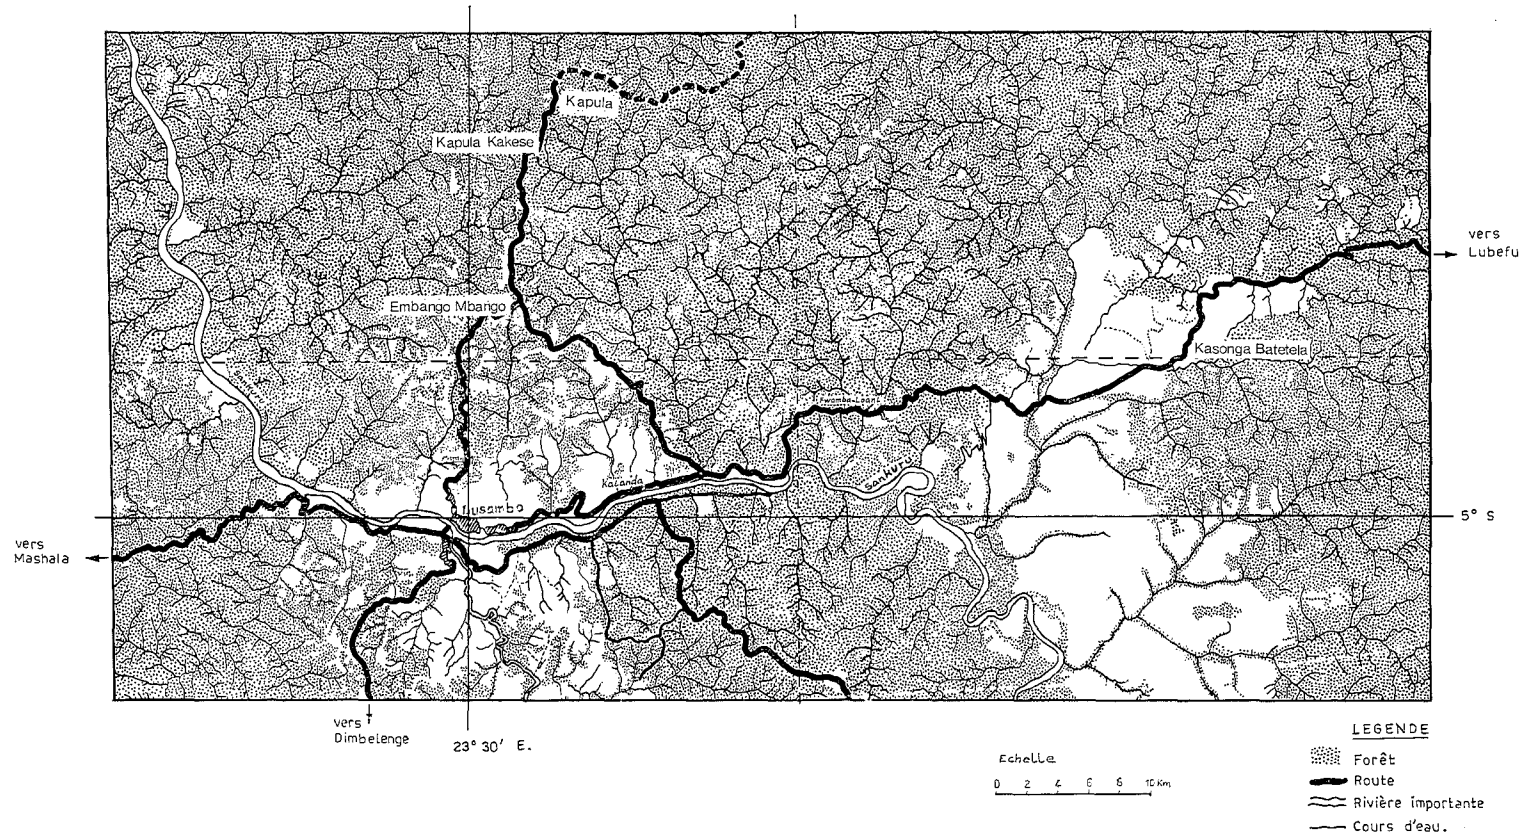 Kapula
Kapula Kakese
vers
Lubefu
Embango Mbango
Kasonga Batetela
Sankuru
Kalanda
Lusambo
5° S
vers
Mashala
vers
Dimbelenge
23° 30' E.
Echelle
0 2 4 6 8 10 Km
LEGENDE
Forêt
Route
Rivière importante
Cours d'eau.